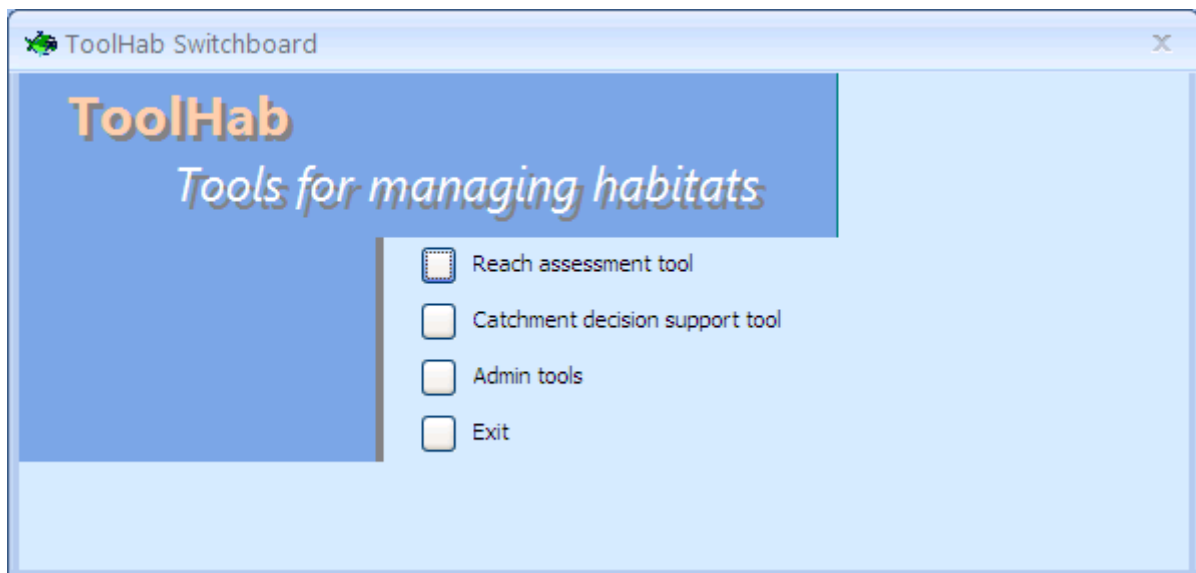 ToolHab Switchboard
ToolHab
Tools for managing habitats
Reach assessment tool
Catchment decision support tool
Admin tools
Exit